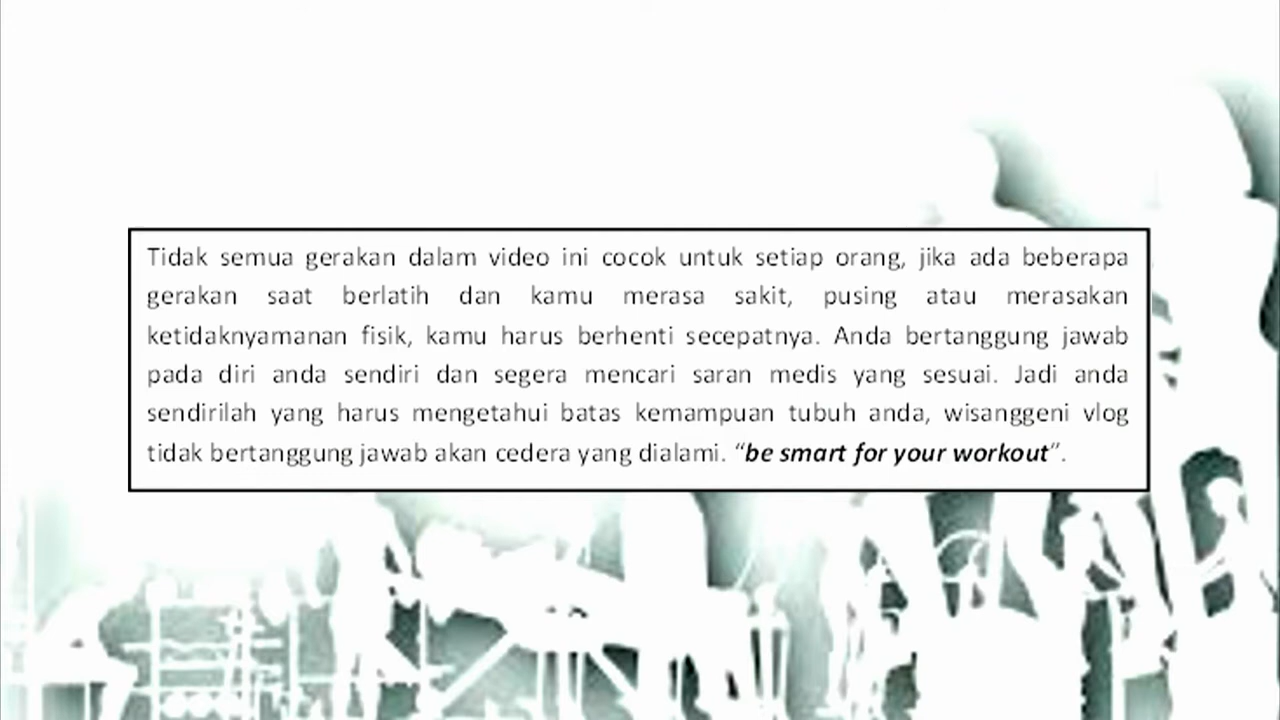 Tidak semua gerakan dalam video ini cocok untuk setiap orang, jika ada beberapa
gerakan saat berlatih dan kamu merasa sakit, pusing atau merasakan
ketidaknyamanan fisik, kamu harus berhenti secepatnya. Anda bertanggung jawab
pada diri anda sendiri dan segera mencari saran medis yang sesuai. Jadi anda
sendirilah yang harus mengetahui batas kemampuan tubuh anda, wisanggeni vlog
tidak bertanggung jawab akan cedera yang dialami. “be smart for your workout”.